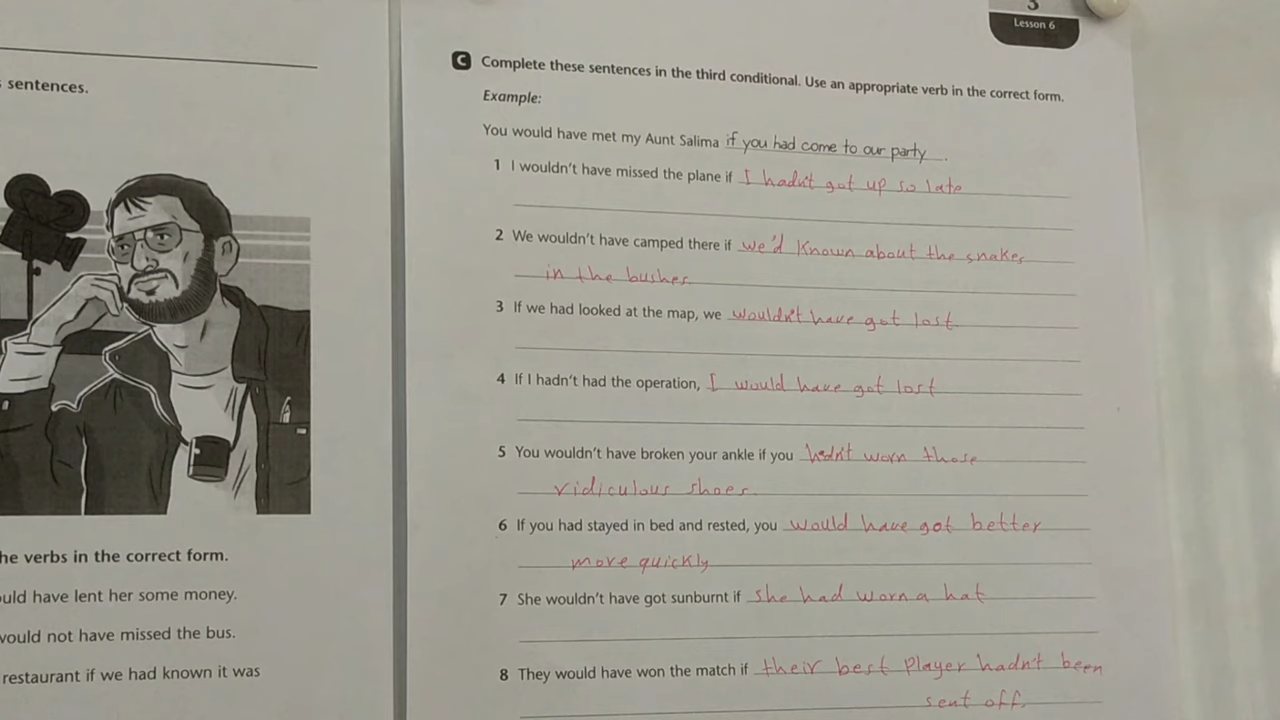 Lesson 6
sentences.
C Complete these sentences in the third conditional. Use an appropriate verb in the correct form.
Example:
You would have met my Aunt Salima if you had come to our party.
1 I wouldn't have missed the plane if I hadn't got up so late
2 We wouldn't have camped there if we'd known about the snakes
in the bushes.
3 If we had looked at the map, we wouldn't have got lost.
4 If I hadn't had the operation, I would have got lost
5 You wouldn't have broken your ankle if you hadn't worn those
ridiculous shoes.
6 If you had stayed in bed and rested, you would have got better
more quickly
7 She wouldn't have got sunburnt if she had worn a hat
8 They would have won the match if their best player hadn't been
sent off.
he verbs in the correct form.
ould have lent her some money.
would not have missed the bus.
restaurant if we had known it was